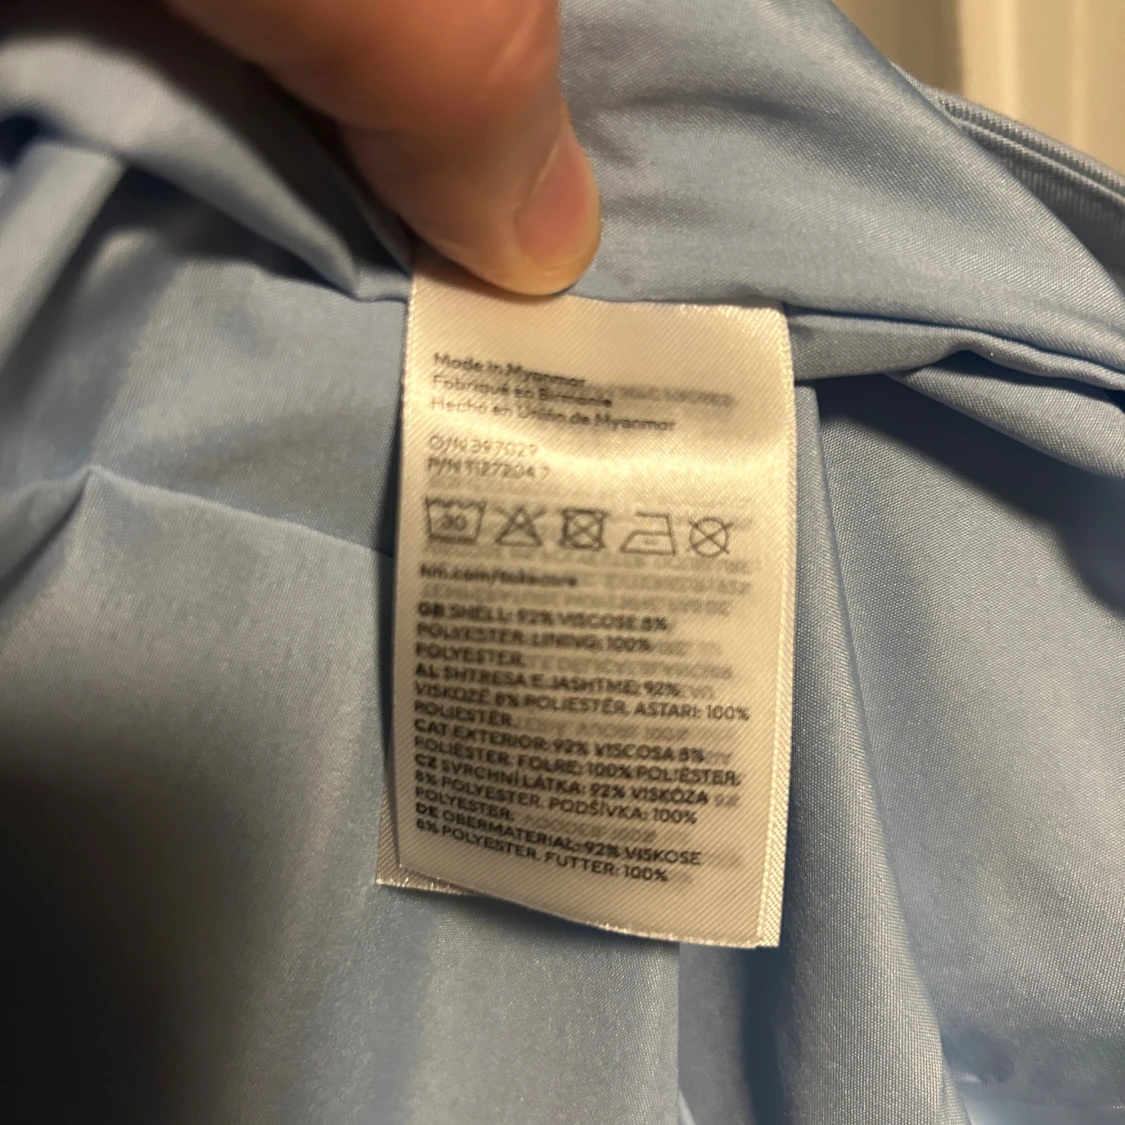 Made in Myanmar
Fabriqué en Birmanie
Hecho en Unión de Myanmar
O/N 397029
P/N 1127204
30
hm.com/takecare
GB SHELL: 92% VISCOSE 8%
POLYESTER. LINING: 100%
POLYESTER.
AL SHTRESA E JASHTME: 92%
VISKOZË 8% POLIESTËR. ASTARI: 100%
POLIESTËR.
CAT EXTERIOR: 92% VISCOSA 8%
POLIÈSTER. FOLRE: 100% POLIÈSTER.
CZ SVRCHNÍ LÁTKA: 92% VISKÓZA
8% POLYESTER. PODŠÍVKA: 100%
POLYESTER.
DE OBERMATERIAL: 92% VISKOSE
8% POLYESTER. FUTTER: 100%